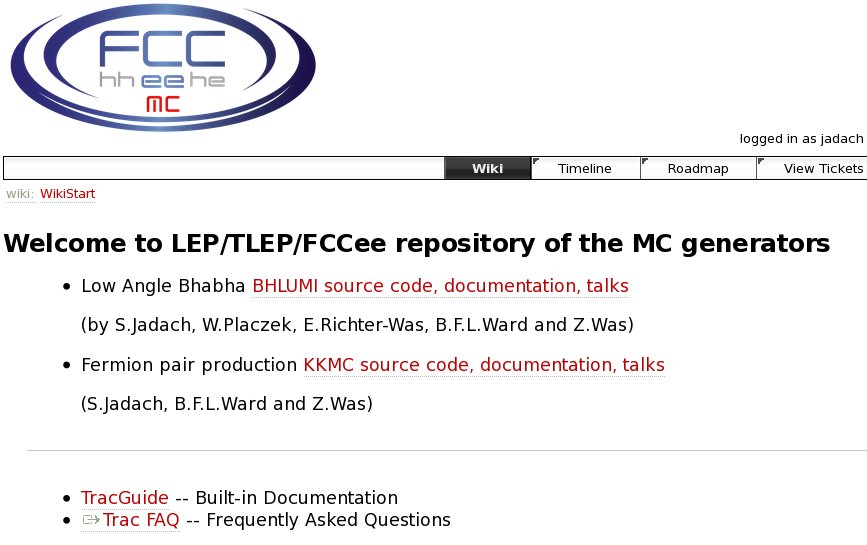 FCC
hh ee he
MC
logged in as jadach
Wiki Timeline Roadmap View Tickets
wiki: WikiStart
Welcome to LEP/TLEP/FCCee repository of the MC generators
• Low Angle Bhabha BHLUMI source code, documentation, talks
(by S.Jadach, W.Placzek, E.Richter-Was, B.F.L.Ward and Z.Was)
• Fermion pair production KKMC source code, documentation, talks
(S.Jadach, B.F.L.Ward and Z.Was)
• TracGuide -- Built-in Documentation
• Trac FAQ -- Frequently Asked Questions